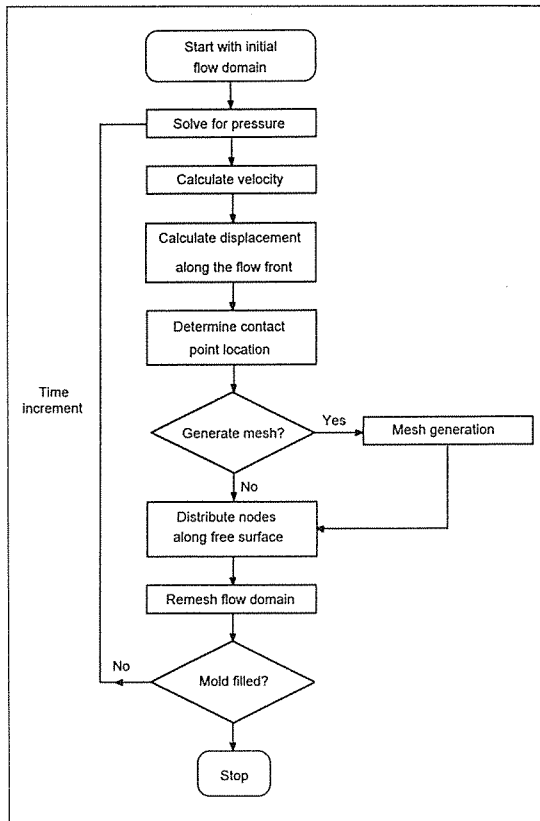 Start with initial
flow domain
Solve for pressure
Calculate velocity
Calculate displacement
along the flow front
Determine contact
point location
Time
increment
Generate mesh?
Yes
Mesh generation
No
Distribute nodes
along free surface
Remesh flow domain
No
Mold filled?
Stop